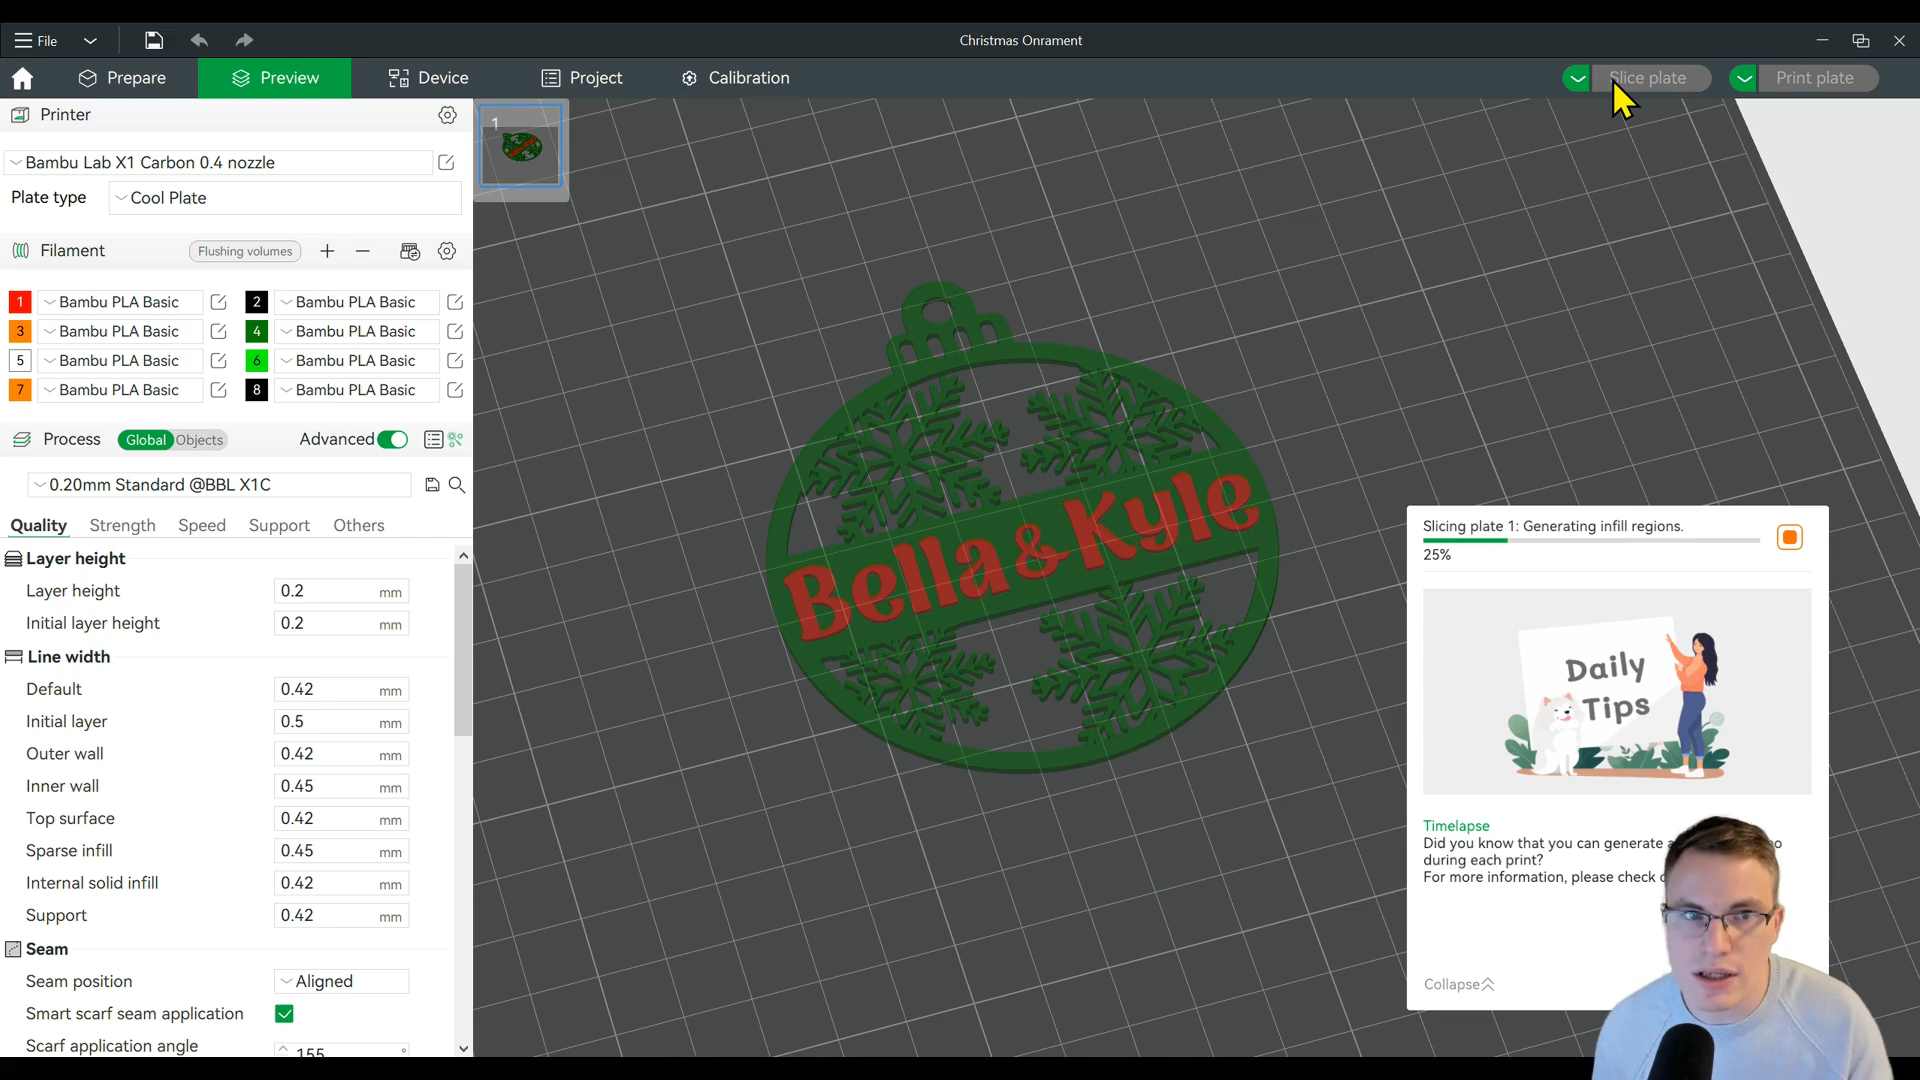 File
Christmas Onrament
Prepare
Preview
Device
Project
Calibration
Slice plate
Print plate
Printer
Bambu Lab X1 Carbon 0.4 nozzle
Plate type
Cool Plate
1
Filament
Flushing volumes
1 Bambu PLA Basic
2 Bambu PLA Basic
3 Bambu PLA Basic
4 Bambu PLA Basic
5 Bambu PLA Basic
6 Bambu PLA Basic
7 Bambu PLA Basic
8 Bambu PLA Basic
Process
Global
Objects
Advanced
0.20mm Standard @BBL X1C
Quality
Strength
Speed
Support
Others
Layer height
Layer height 0.2 mm
Initial layer height 0.2 mm
Line width
Default 0.42 mm
Initial layer 0.5 mm
Outer wall 0.42 mm
Inner wall 0.45 mm
Top surface 0.42 mm
Sparse infill 0.45 mm
Internal solid infill 0.42 mm
Support 0.42 mm
Seam
Seam position Aligned
Smart scarf seam application
Scarf application angle 155 °
Bella & Kyle
Slicing plate 1: Generating infill regions.
25%
Daily
Tips
Timelapse
Did you know that you can generate
during each print?
For more information, please check
Collapse